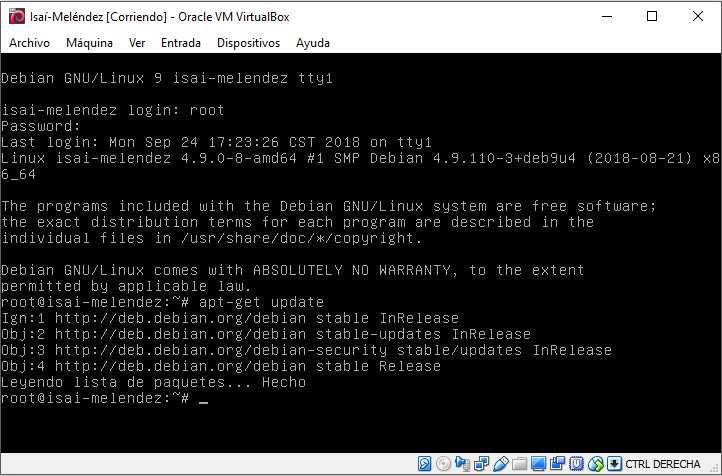 Isaí-Meléndez [Corriendo] - Oracle VM VirtualBox
Archivo Máquina Ver Entrada Dispositivos Ayuda
Debian GNU/Linux 9 isai-melendez tty1
isai-melendez login: root
Password:
Last login: Mon Sep 24 17:23:26 CST 2018 on tty1
Linux isai-melendez 4.9.0-8-amd64 #1 SMP Debian 4.9.110-3+deb9u4 (2018-08-21) x8
6_64
The programs included with the Debian GNU/Linux system are free software;
the exact distribution terms for each program are described in the
individual files in /usr/share/doc/*/copyright.
Debian GNU/Linux comes with ABSOLUTELY NO WARRANTY, to the extent
permitted by applicable law.
root@isai-melendez:~# apt-get update
Ign:1 http://deb.debian.org/debian stable InRelease
Obj:2 http://deb.debian.org/debian stable-updates InRelease
Obj:3 http://deb.debian.org/debian-security stable/updates InRelease
Obj:4 http://deb.debian.org/debian stable Release
Leyendo lista de paquetes... Hecho
root@isai-melendez:~# _
CTRL DERECHA